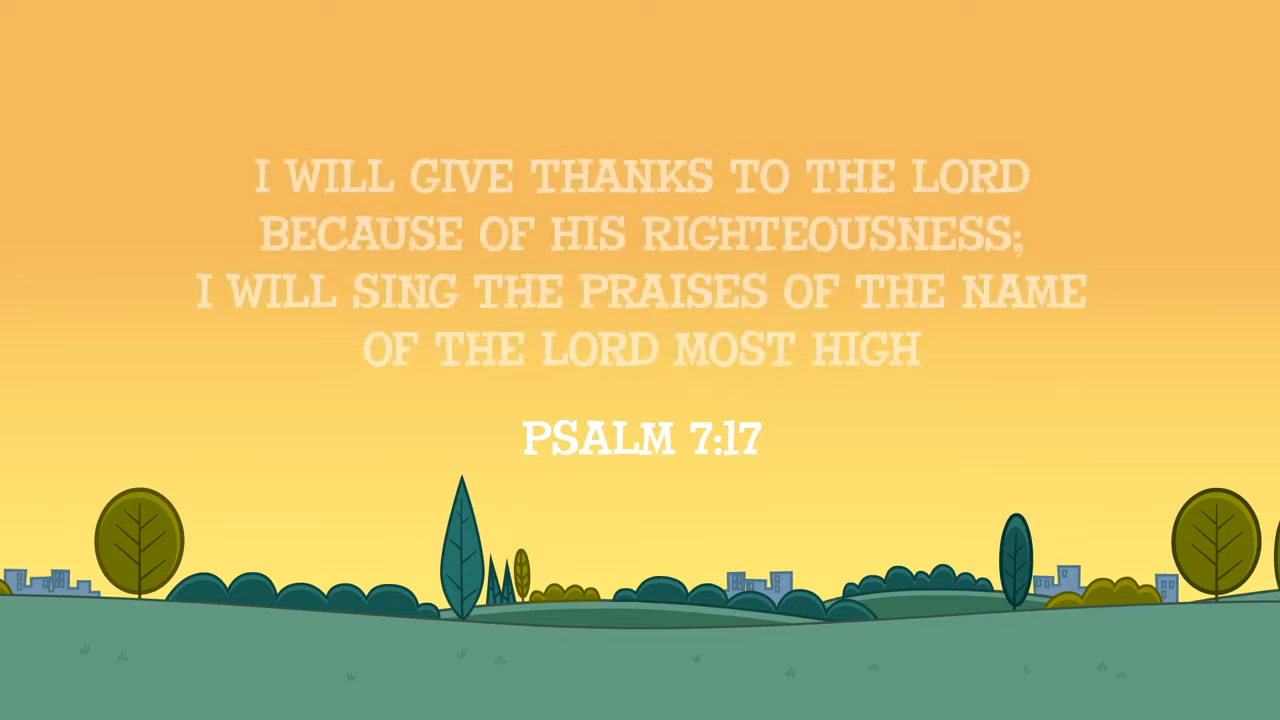 I WILL GIVE THANKS TO THE LORD
BECAUSE OF HIS RIGHTEOUSNESS;
I WILL SING THE PRAISES OF THE NAME
OF THE LORD MOST HIGH
PSALM 7:17